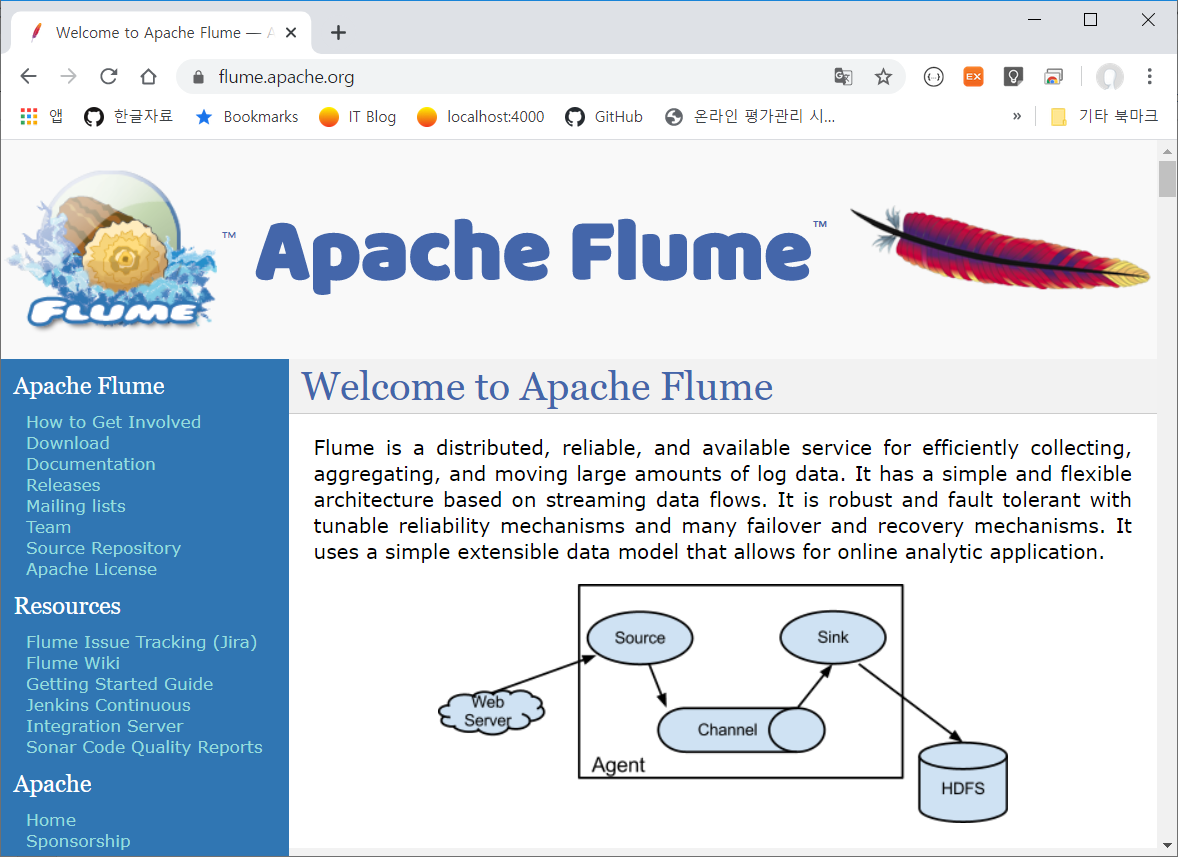 Welcome to Apache Flume — A
flume.apache.org
EX
앱
한글자료
Bookmarks
IT Blog
localhost:4000
GitHub
온라인 평가관리 시...
»
기타 북마크
FLUME
™
Apache Flume™
Apache Flume
How to Get Involved
Download
Documentation
Releases
Mailing lists
Team
Source Repository
Apache License
Resources
Flume Issue Tracking (Jira)
Flume Wiki
Getting Started Guide
Jenkins Continuous
Integration Server
Sonar Code Quality Reports
Apache
Home
Sponsorship
Welcome to Apache Flume
Flume is a distributed, reliable, and available service for efficiently collecting,
aggregating, and moving large amounts of log data. It has a simple and flexible
architecture based on streaming data flows. It is robust and fault tolerant with
tunable reliability mechanisms and many failover and recovery mechanisms. It
uses a simple extensible data model that allows for online analytic application.
Source
Sink
Web
Server
Channel
Agent
HDFS